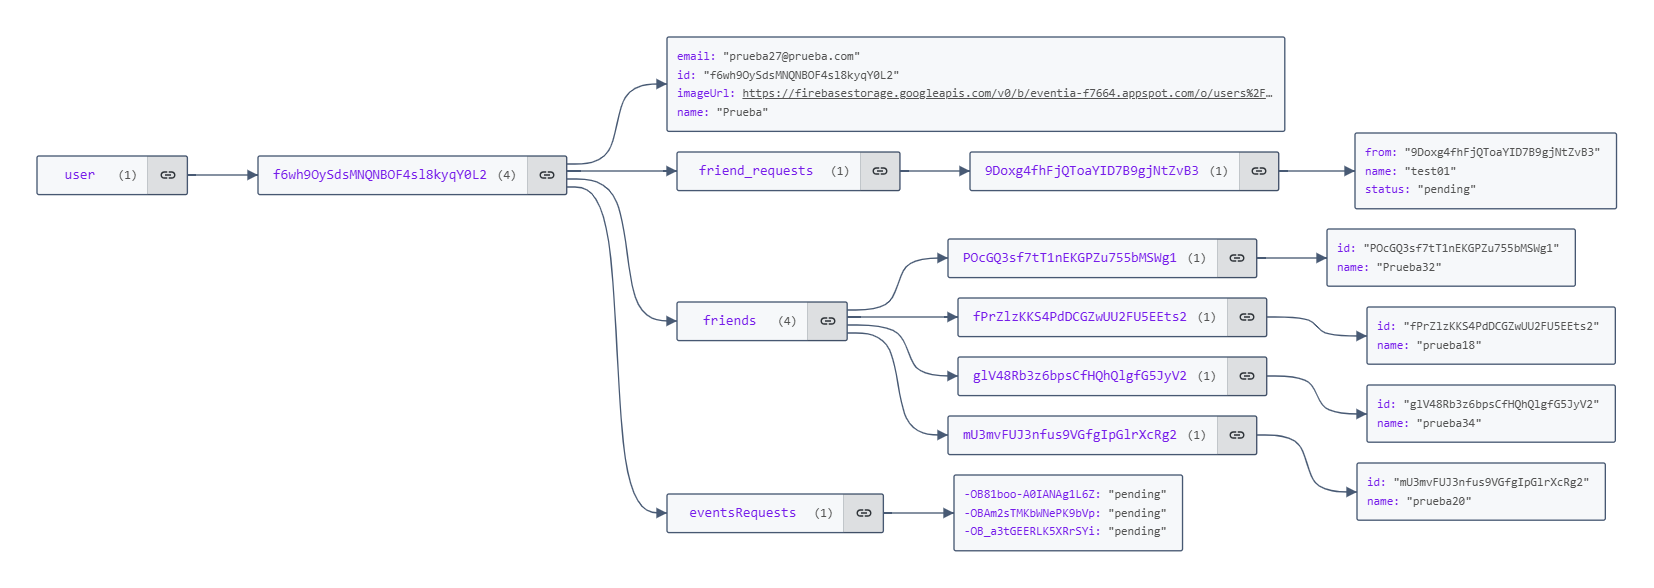 email: "prueba27@prueba.com"
id: "f6wh9OySdsMNQNBOF4sl8kyqY0L2"
imageUrl: https://firebasestorage.googleapis.com/v0/b/eventia-f7664.appspot.com/o/users%2F…
name: "Prueba"
user (1)
f6wh9OySdsMNQNBOF4sl8kyqY0L2 (4)
friend_requests (1)
9Doxg4fhFjQToaYID7B9gjNtZvB3 (1)
from: "9Doxg4fhFjQToaYID7B9gjNtZvB3"
name: "test01"
status: "pending"
friends (4)
POcGQ3sf7tT1nEKGPZu755bMSWg1 (1)
id: "POcGQ3sf7tT1nEKGPZu755bMSWg1"
name: "Prueba32"
fPrZlzKKS4PdDCGZwUU2FU5EEts2 (1)
id: "fPrZlzKKS4PdDCGZwUU2FU5EEts2"
name: "prueba18"
glV48Rb3z6bpsCfHQhQlgfG5JyV2 (1)
id: "glV48Rb3z6bpsCfHQhQlgfG5JyV2"
name: "prueba34"
mU3mvFUJ3nfus9VGfgIpGlrXcRg2 (1)
id: "mU3mvFUJ3nfus9VGfgIpGlrXcRg2"
name: "prueba20"
eventsRequests (1)
-OB81boo-A0IANAg1L6Z: "pending"
-OBAm2sTMKbWNePK9bVp: "pending"
-OB_a3tGEERLK5XRrSYi: "pending"